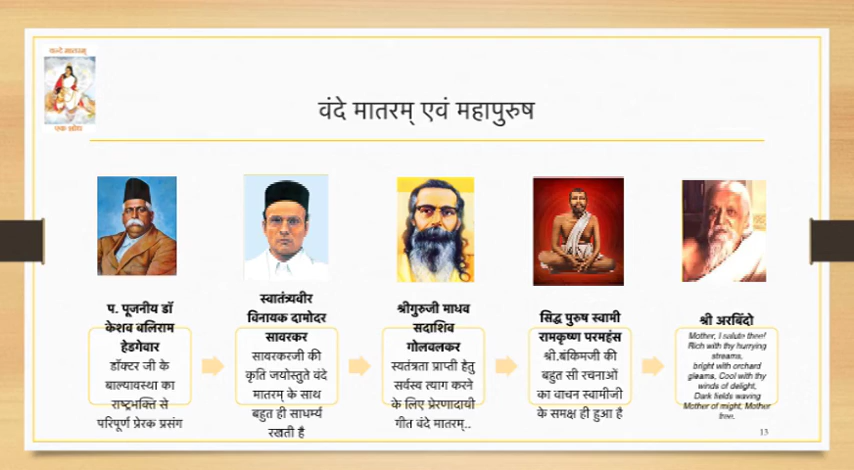 वन्दे मातरम्
एक शोध
वंदे मातरम् एवं महापुरुष
प. पूजनीय डॉ
केशव बलिराम
हेडगेवार
डॉक्टर जी के
बाल्यावस्था का
राष्ट्रभक्ति से
परिपूर्ण प्रेरक प्रसंग
स्वातंत्र्यवीर
विनायक दामोदर
सावरकर
सावरकरजी की
कृति जयोस्तुते वंदे
मातरम् के साथ
बहुत ही साधर्म्य
रखती है
श्रीगुरुजी माधव
सदाशिव
गोलवलकर
स्वतंत्रता प्राप्ती हेतु
सर्वस्व त्याग करने
के लिए प्रेरणादायी
गीत वंदे मातरम्..
सिद्ध पुरुष स्वामी
रामकृष्ण परमहंस
श्री.बंकिमजी की
बहुत सी रचनाओं
का वाचन स्वामीजी
के समक्ष ही हुआ है
श्री अरबिंदो
Mother, I salute thee!
Rich with thy hurrying
streams,
bright with orchard
gleams, Cool with thy
winds of delight,
Dark fields waving
Mother of might, Mother
free.
13